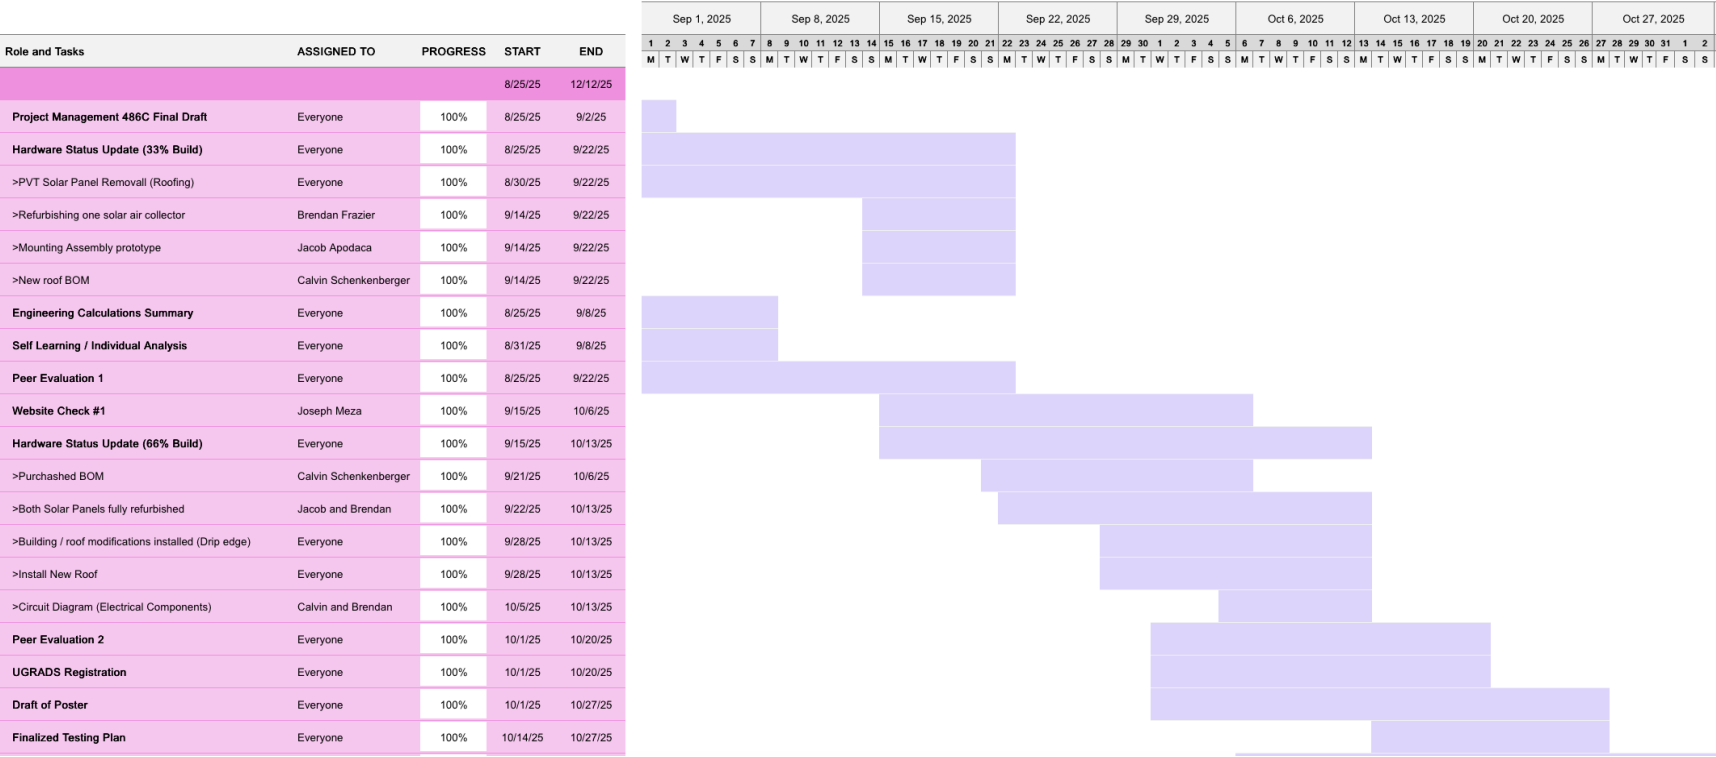 Sep 1, 2025 Sep 8, 2025 Sep 15, 2025 Sep 22, 2025 Sep 29, 2025 Oct 6, 2025 Oct 13, 2025 Oct 20, 2025 Oct 27, 2025
1 2 3 4 5 6 7 8 9 10 11 12 13 14 15 16 17 18 19 20 21 22 23 24 25 26 27 28 29 30 1 2 3 4 5 6 7 8 9 10 11 12 13 14 15 16 17 18 19 20 21 22 23 24 25 26 27 28 29 30 31 1 2
Role and Tasks ASSIGNED TO PROGRESS START END
M T W T F S S M T W T F S S M T W T F S S M T W T F S S M T W T F S S M T W T F S S M T W T F S S M T W T F S S M T W T F S S
8/25/25 12/12/25
Project Management 486C Final Draft Everyone 100% 8/25/25 9/2/25
Hardware Status Update (33% Build) Everyone 100% 8/25/25 9/22/25
>PVT Solar Panel Removall (Roofing) Everyone 100% 8/30/25 9/22/25
>Refurbishing one solar air collector Brendan Frazier 100% 9/14/25 9/22/25
>Mounting Assembly prototype Jacob Apodaca 100% 9/14/25 9/22/25
>New roof BOM Calvin Schenkenberger 100% 9/14/25 9/22/25
Engineering Calculations Summary Everyone 100% 8/25/25 9/8/25
Self Learning / Individual Analysis Everyone 100% 8/31/25 9/8/25
Peer Evaluation 1 Everyone 100% 8/25/25 9/22/25
Website Check #1 Joseph Meza 100% 9/15/25 10/6/25
Hardware Status Update (66% Build) Everyone 100% 9/15/25 10/13/25
>Purchashed BOM Calvin Schenkenberger 100% 9/21/25 10/6/25
>Both Solar Panels fully refurbished Jacob and Brendan 100% 9/22/25 10/13/25
>Building / roof modifications installed (Drip edge) Everyone 100% 9/28/25 10/13/25
>Install New Roof Everyone 100% 9/28/25 10/13/25
>Circuit Diagram (Electrical Components) Calvin and Brendan 100% 10/5/25 10/13/25
Peer Evaluation 2 Everyone 100% 10/1/25 10/20/25
UGRADS Registration Everyone 100% 10/1/25 10/20/25
Draft of Poster Everyone 100% 10/1/25 10/27/25
Finalized Testing Plan Everyone 100% 10/14/25 10/27/25